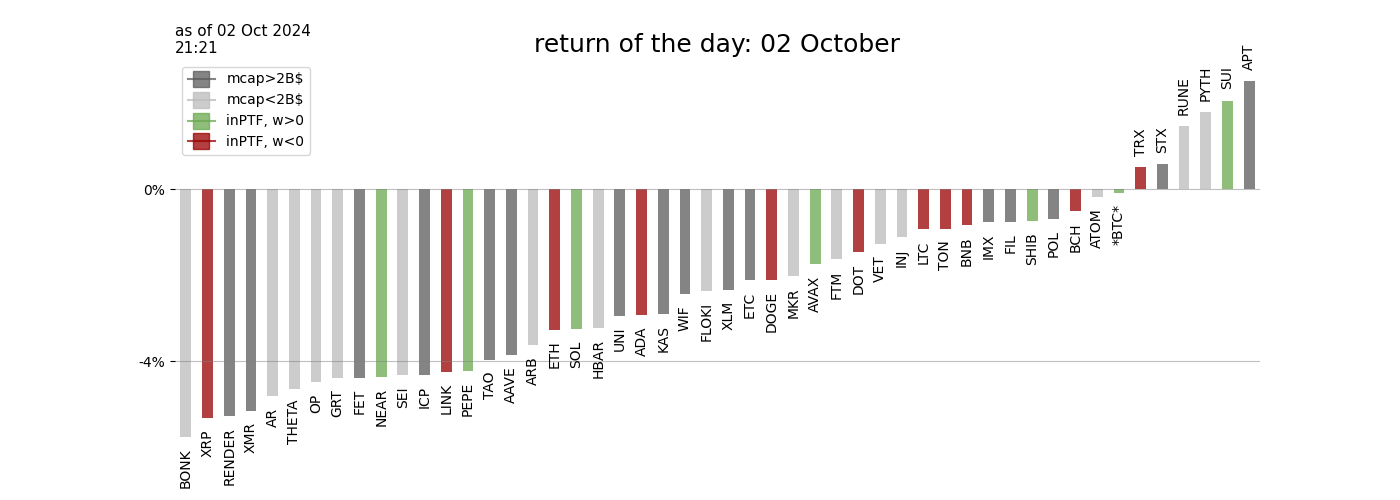 as of 02 Oct 2024
21:21
return of the day: 02 October
mcap>2B$
mcap<2B$
inPTF, w>0
inPTF, w<0
0%
-4%
BONK
XRP
RENDER
XMR
AR
THETA
OP
GRT
FET
NEAR
SEI
ICP
LINK
PEPE
TAO
AAVE
ARB
ETH
SOL
HBAR
UNI
ADA
KAS
WIF
FLOKI
XLM
ETC
DOGE
MKR
AVAX
FTM
DOT
VET
INJ
LTC
TON
BNB
IMX
FIL
SHIB
POL
BCH
ATOM
*BTC*
TRX
STX
RUNE
PYTH
SUI
APT